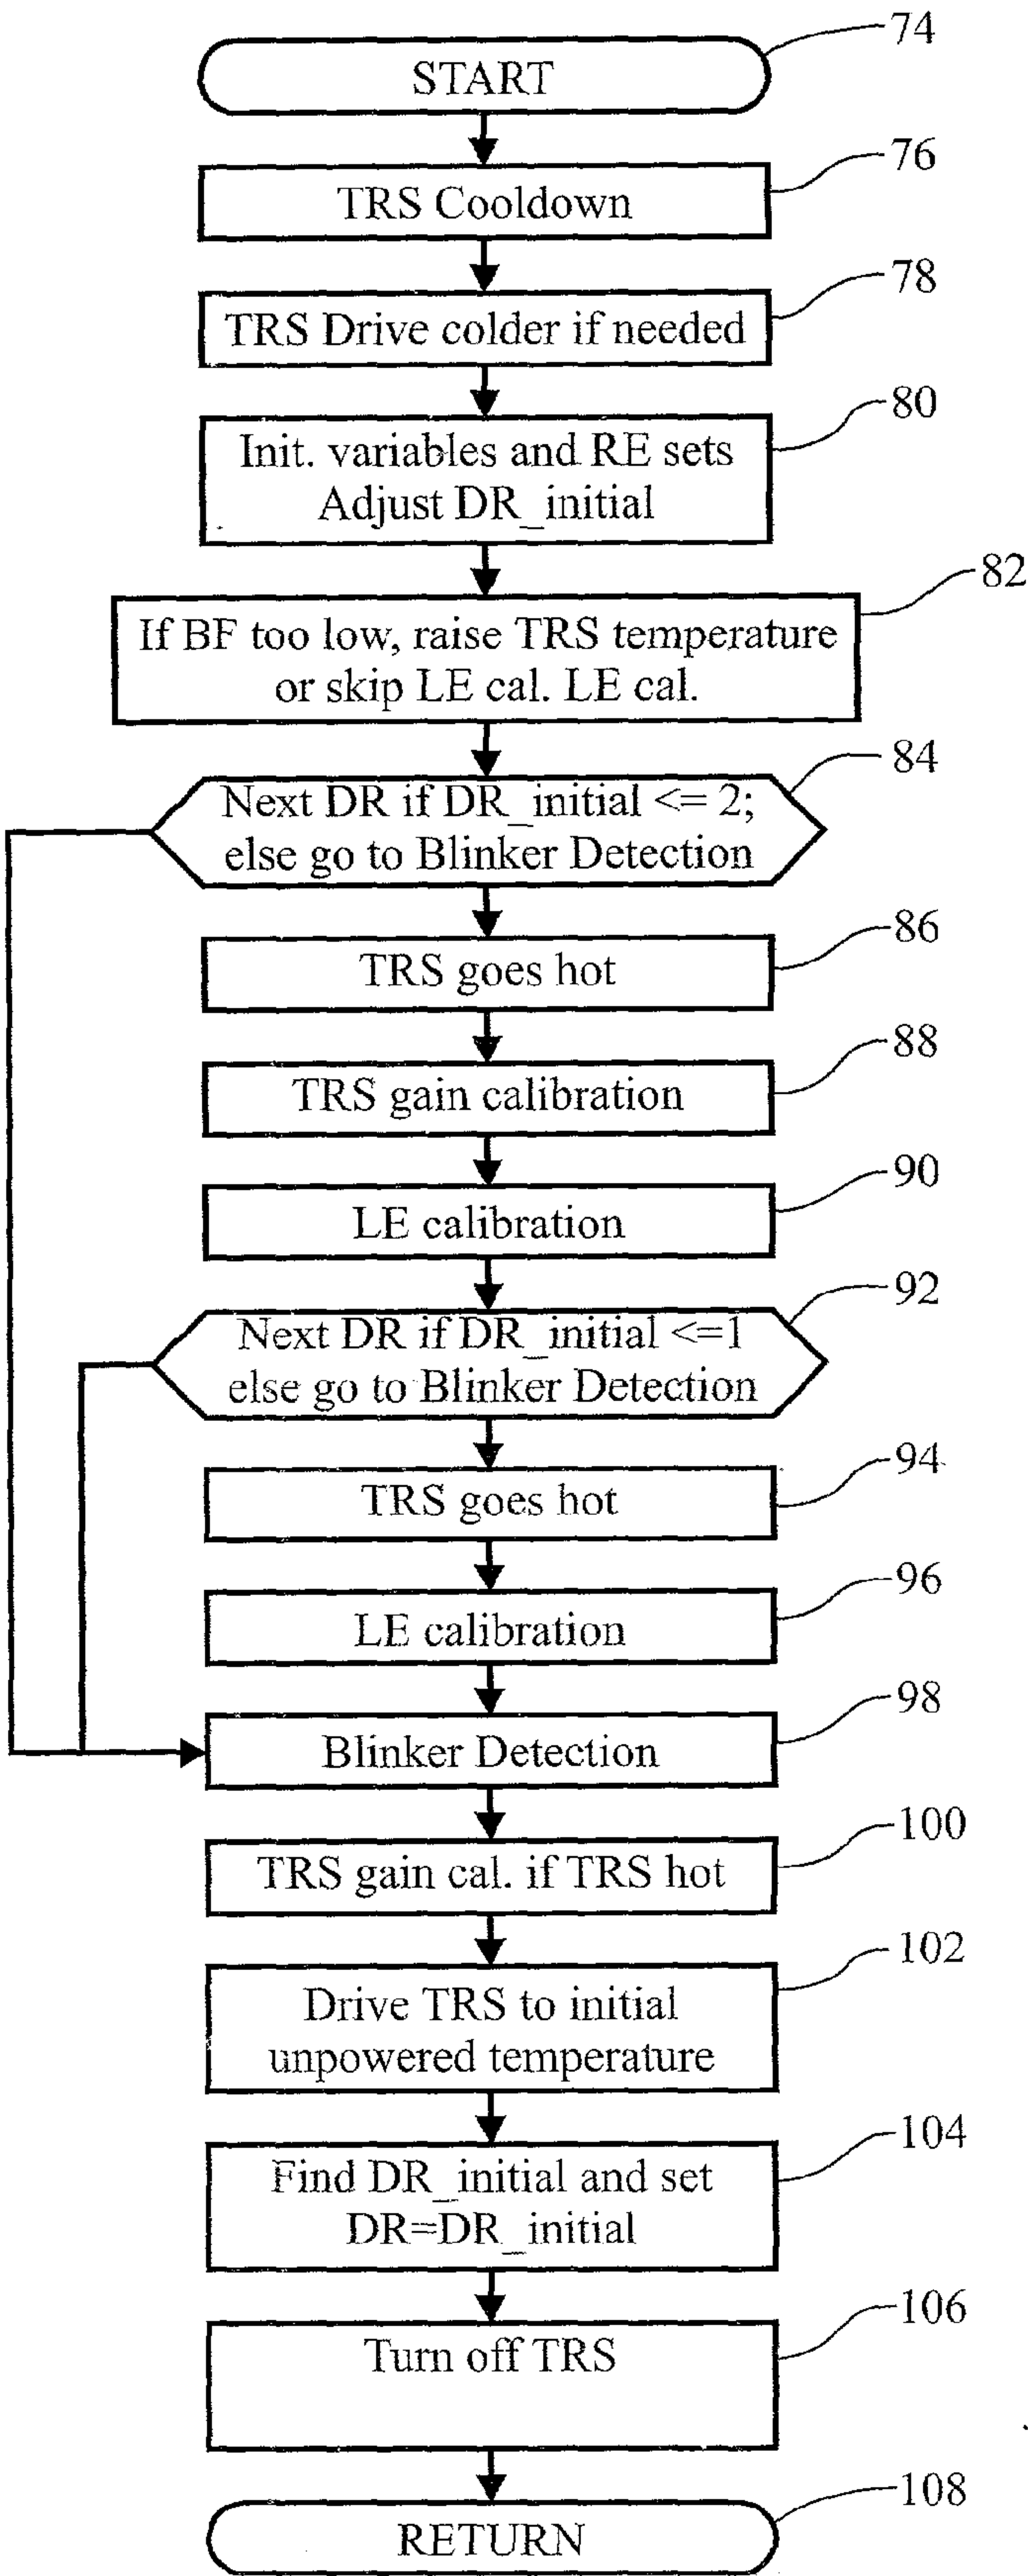 START
74
TRS Cooldown
76
TRS Drive colder if needed
78
Init. variables and RE sets
Adjust DR_initial
80
If BF too low, raise TRS temperature
or skip LE cal. LE cal.
82
Next DR if DR_initial <= 2;
else go to Blinker Detection
84
TRS goes hot
86
TRS gain calibration
88
LE calibration
90
Next DR if DR_initial <=1
else go to Blinker Detection
92
TRS goes hot
94
LE calibration
96
Blinker Detection
98
TRS gain cal. if TRS hot
100
Drive TRS to initial
unpowered temperature
102
Find DR_initial and set
DR=DR_initial
104
Turn off TRS
106
RETURN
108